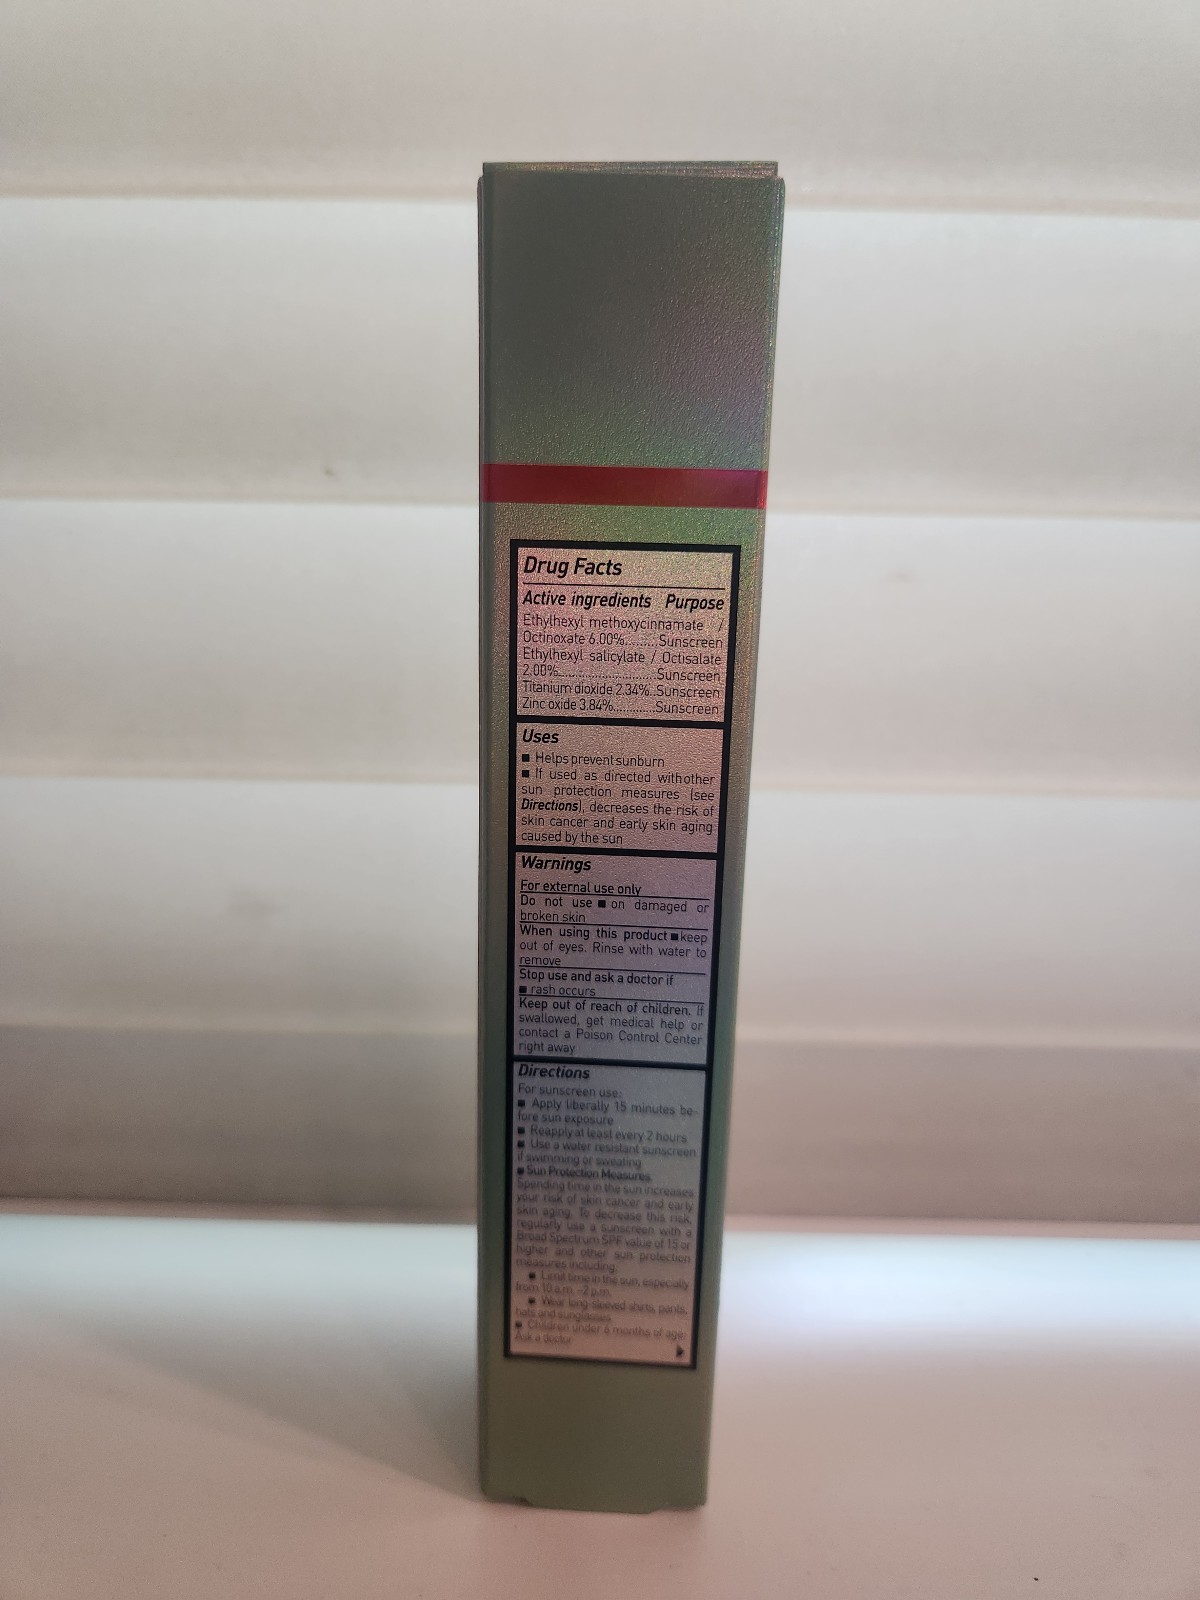 Drug Facts
Active ingredients Purpose
Ethylhexyl methoxycinnamate /
Octinoxate 6.00%........Sunscreen
Ethylhexyl salicylate / Octisalate
2.00%........................Sunscreen
Titanium dioxide 2.34%..Sunscreen
Zinc oxide 3.84%............Sunscreen
Uses
■ Helps prevent sunburn
■ If used as directed with other
sun protection measures (see
Directions), decreases the risk of
skin cancer and early skin aging
caused by the sun
Warnings
For external use only
Do not use ■ on damaged or
broken skin
When using this product ■ keep
out of eyes. Rinse with water to
remove
Stop use and ask a doctor if
■ rash occurs
Keep out of reach of children. If
swallowed, get medical help or
contact a Poison Control Center
right away
Directions
For sunscreen use:
■ Apply liberally 15 minutes be-
fore sun exposure
■ Reapply at least every 2 hours
■ Use a water resistant sunscreen
if swimming or sweating
■ Sun Protection Measures.
Spending time in the sun increases
your risk of skin cancer and early
skin aging. To decrease this risk,
regularly use a sunscreen with a
Broad Spectrum SPF value of 15 or
higher and other sun protection
measures including:
■ Limit time in the sun, especially
from 10 a.m. -2 p.m.
■ Wear long-sleeved shirts, pants,
hats and sunglasses
■ Children under 6 months of age:
Ask a doctor